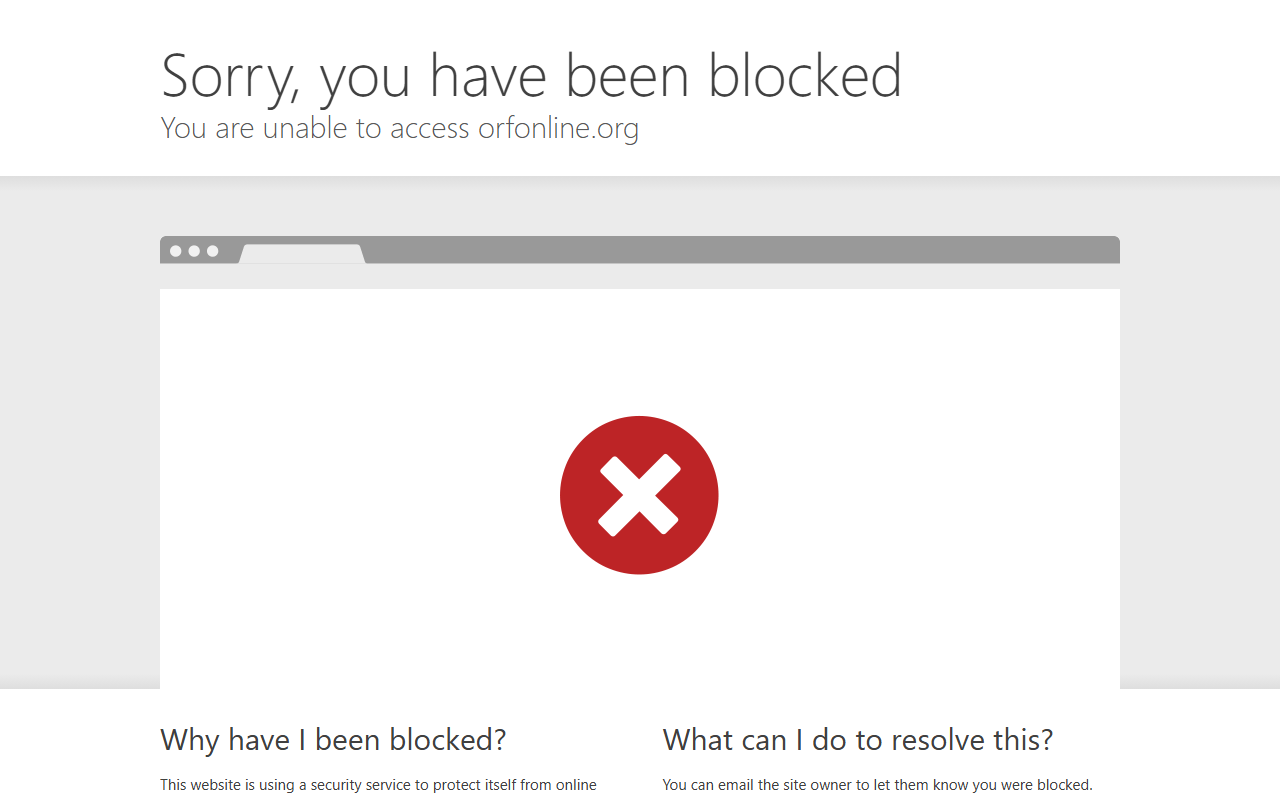 Sorry, you have been blocked
You are unable to access orfonline.org
Why have I been blocked?
This website is using a security service to protect itself from online
What can I do to resolve this?
You can email the site owner to let them know you were blocked.